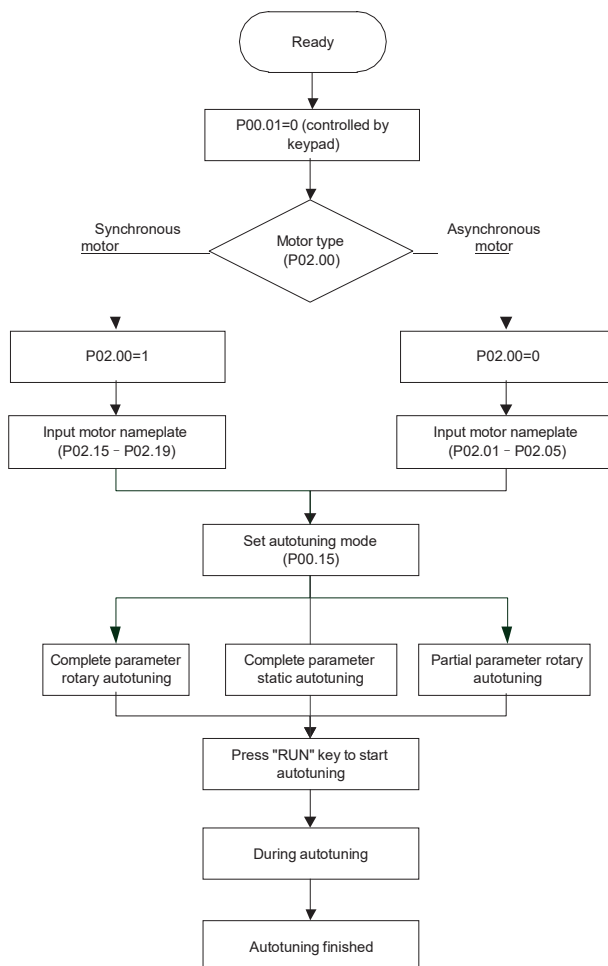 Ready
P00.01=0 (controlled by
keypad)
Synchronous
motor
Motor type
(P02.00)
Asynchronous
motor
P02.00=1
P02.00=0
Input motor nameplate
(P02.15﹣P02.19)
Input motor nameplate
(P02.01﹣P02.05)
Set autotuning mode
(P00.15)
Complete parameter
rotary autotuning
Complete parameter
static autotuning
Partial parameter rotary
autotuning
Press "RUN" key to start
autotuning
During autotuning
Autotuning finished